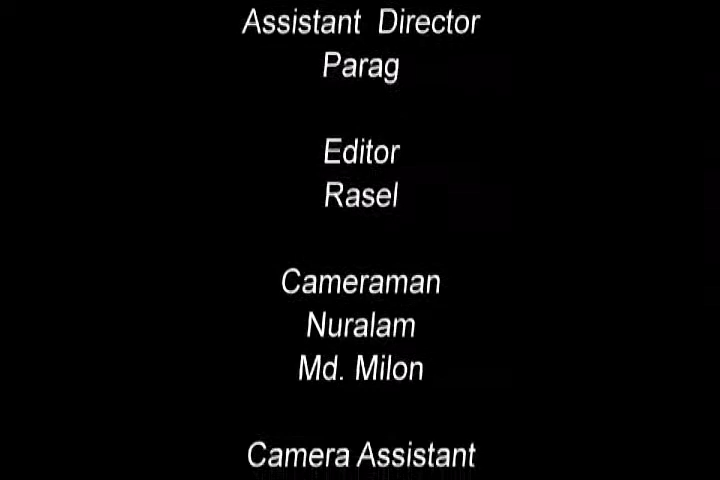 Assistant Director
Parag
Editor
Rasel
Cameraman
Nuralam
Md. Milon
Camera Assistant